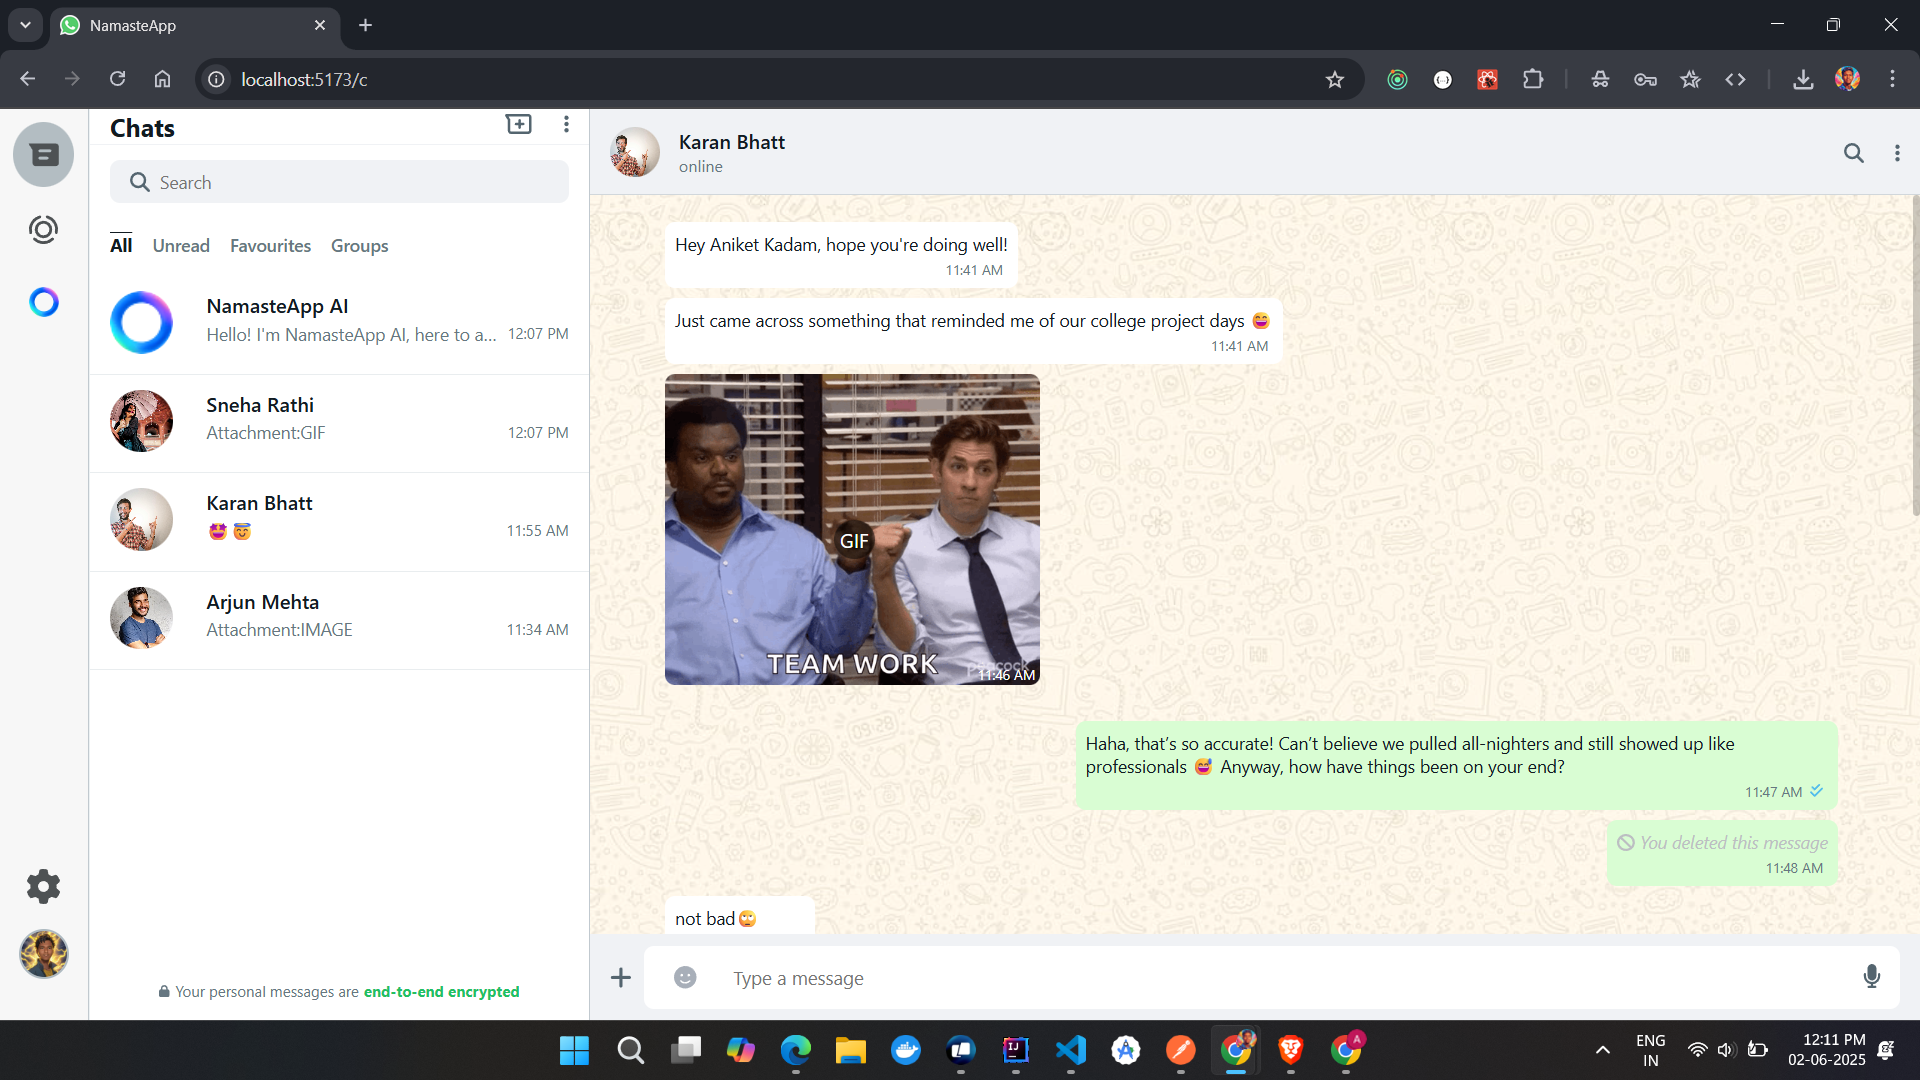 NamasteApp
localhost:5173/c
Chats
Search
All Unread Favourites Groups
NamasteApp AI
Hello! I'm NamasteApp AI, here to a... 12:07 PM
Sneha Rathi
Attachment:GIF 12:07 PM
Karan Bhatt
🤩😇 11:55 AM
Arjun Mehta
Attachment:IMAGE 11:34 AM
Your personal messages are end-to-end encrypted
Karan Bhatt
online
Hey Aniket Kadam, hope you're doing well!
11:41 AM
Just came across something that reminded me of our college project days 😄
11:41 AM
GIF
TEAM WORK
peacock
11:46 AM
Haha, that’s so accurate! Can’t believe we pulled all-nighters and still showed up like
professionals 😅 Anyway, how have things been on your end?
11:47 AM
You deleted this message
11:48 AM
not bad🙄
Type a message
IJ
A
ENG
IN
12:11 PM
02-06-2025